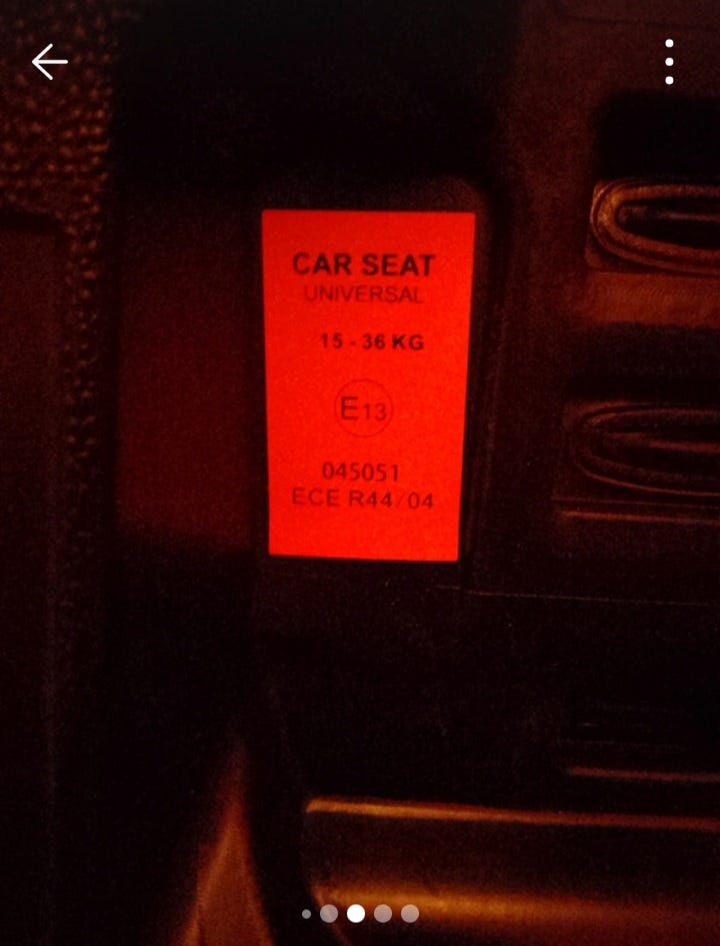 CAR SEAT
UNIVERSAL
15 - 36 KG
E13
045051
ECE R44/04